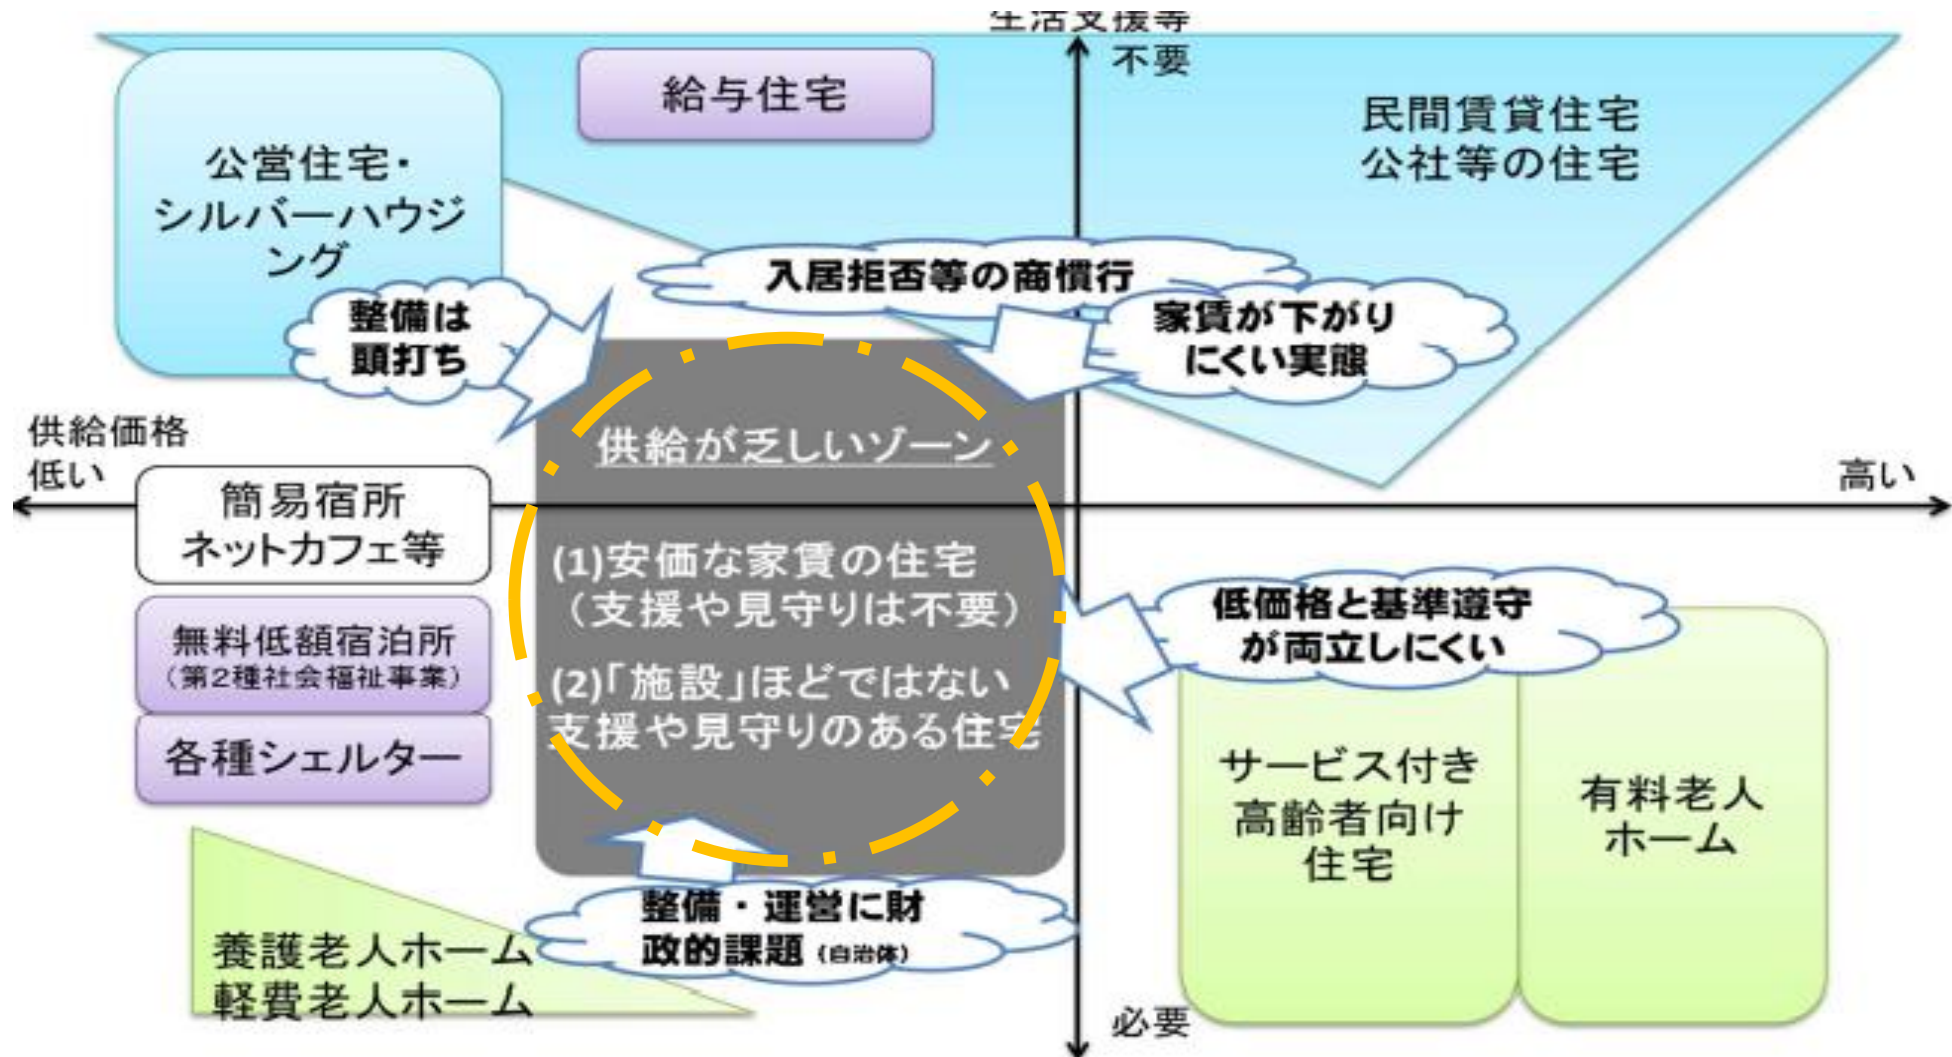 生活支援等
不要
給与住宅
民間賃貸住宅
公社等の住宅
公営住宅・
シルバーハウジ
ング
入居拒否等の商慣行
整備は
頭打ち
家賃が下がり
にくい実態
供給価格
低い
高い
供給が乏しいゾーン
簡易宿所
ネットカフェ等
(1)安価な家賃の住宅
（支援や見守りは不要）
無料低額宿泊所
（第2種社会福祉事業）
(2)「施設」ほどではない
支援や見守りのある住宅
各種シェルター
低価格と基準遵守
が両立しにくい
サービス付き
高齢者向け
住宅
有料老人
ホーム
整備・運営に財
政的課題（自治体）
養護老人ホーム
軽費老人ホーム
必要